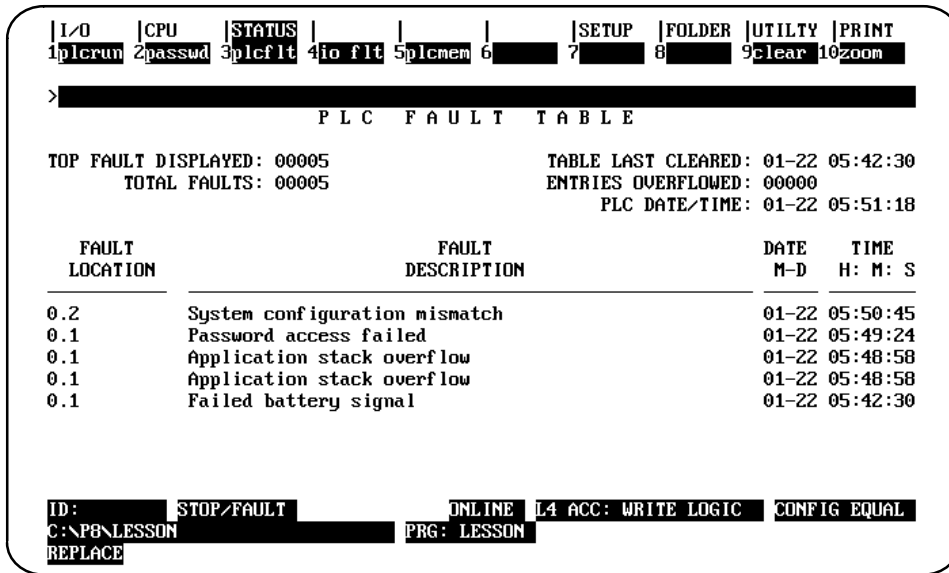 |I/O |CPU |STATUS | | | |SETUP |FOLDER |UTILTY |PRINT
1plcrun 2passwd 3plcflt 4io flt 5plcmem 6 7 8 9clear 10zoom
>
P L C F A U L T T A B L E
TOP FAULT DISPLAYED: 00005 TABLE LAST CLEARED: 01-22 05:42:30
TOTAL FAULTS: 00005 ENTRIES OVERFLOWED: 00000
PLC DATE/TIME: 01-22 05:51:18
FAULT FAULT DATE TIME
LOCATION DESCRIPTION M-D H: M: S
0.2 System configuration mismatch 01-22 05:50:45
0.1 Password access failed 01-22 05:49:24
0.1 Application stack overflow 01-22 05:48:58
0.1 Application stack overflow 01-22 05:48:58
0.1 Failed battery signal 01-22 05:42:30
ID: STOP/FAULT ONLINE L4 ACC: WRITE LOGIC CONFIG EQUAL
C:\P8\LESSON PRG: LESSON
REPLACE